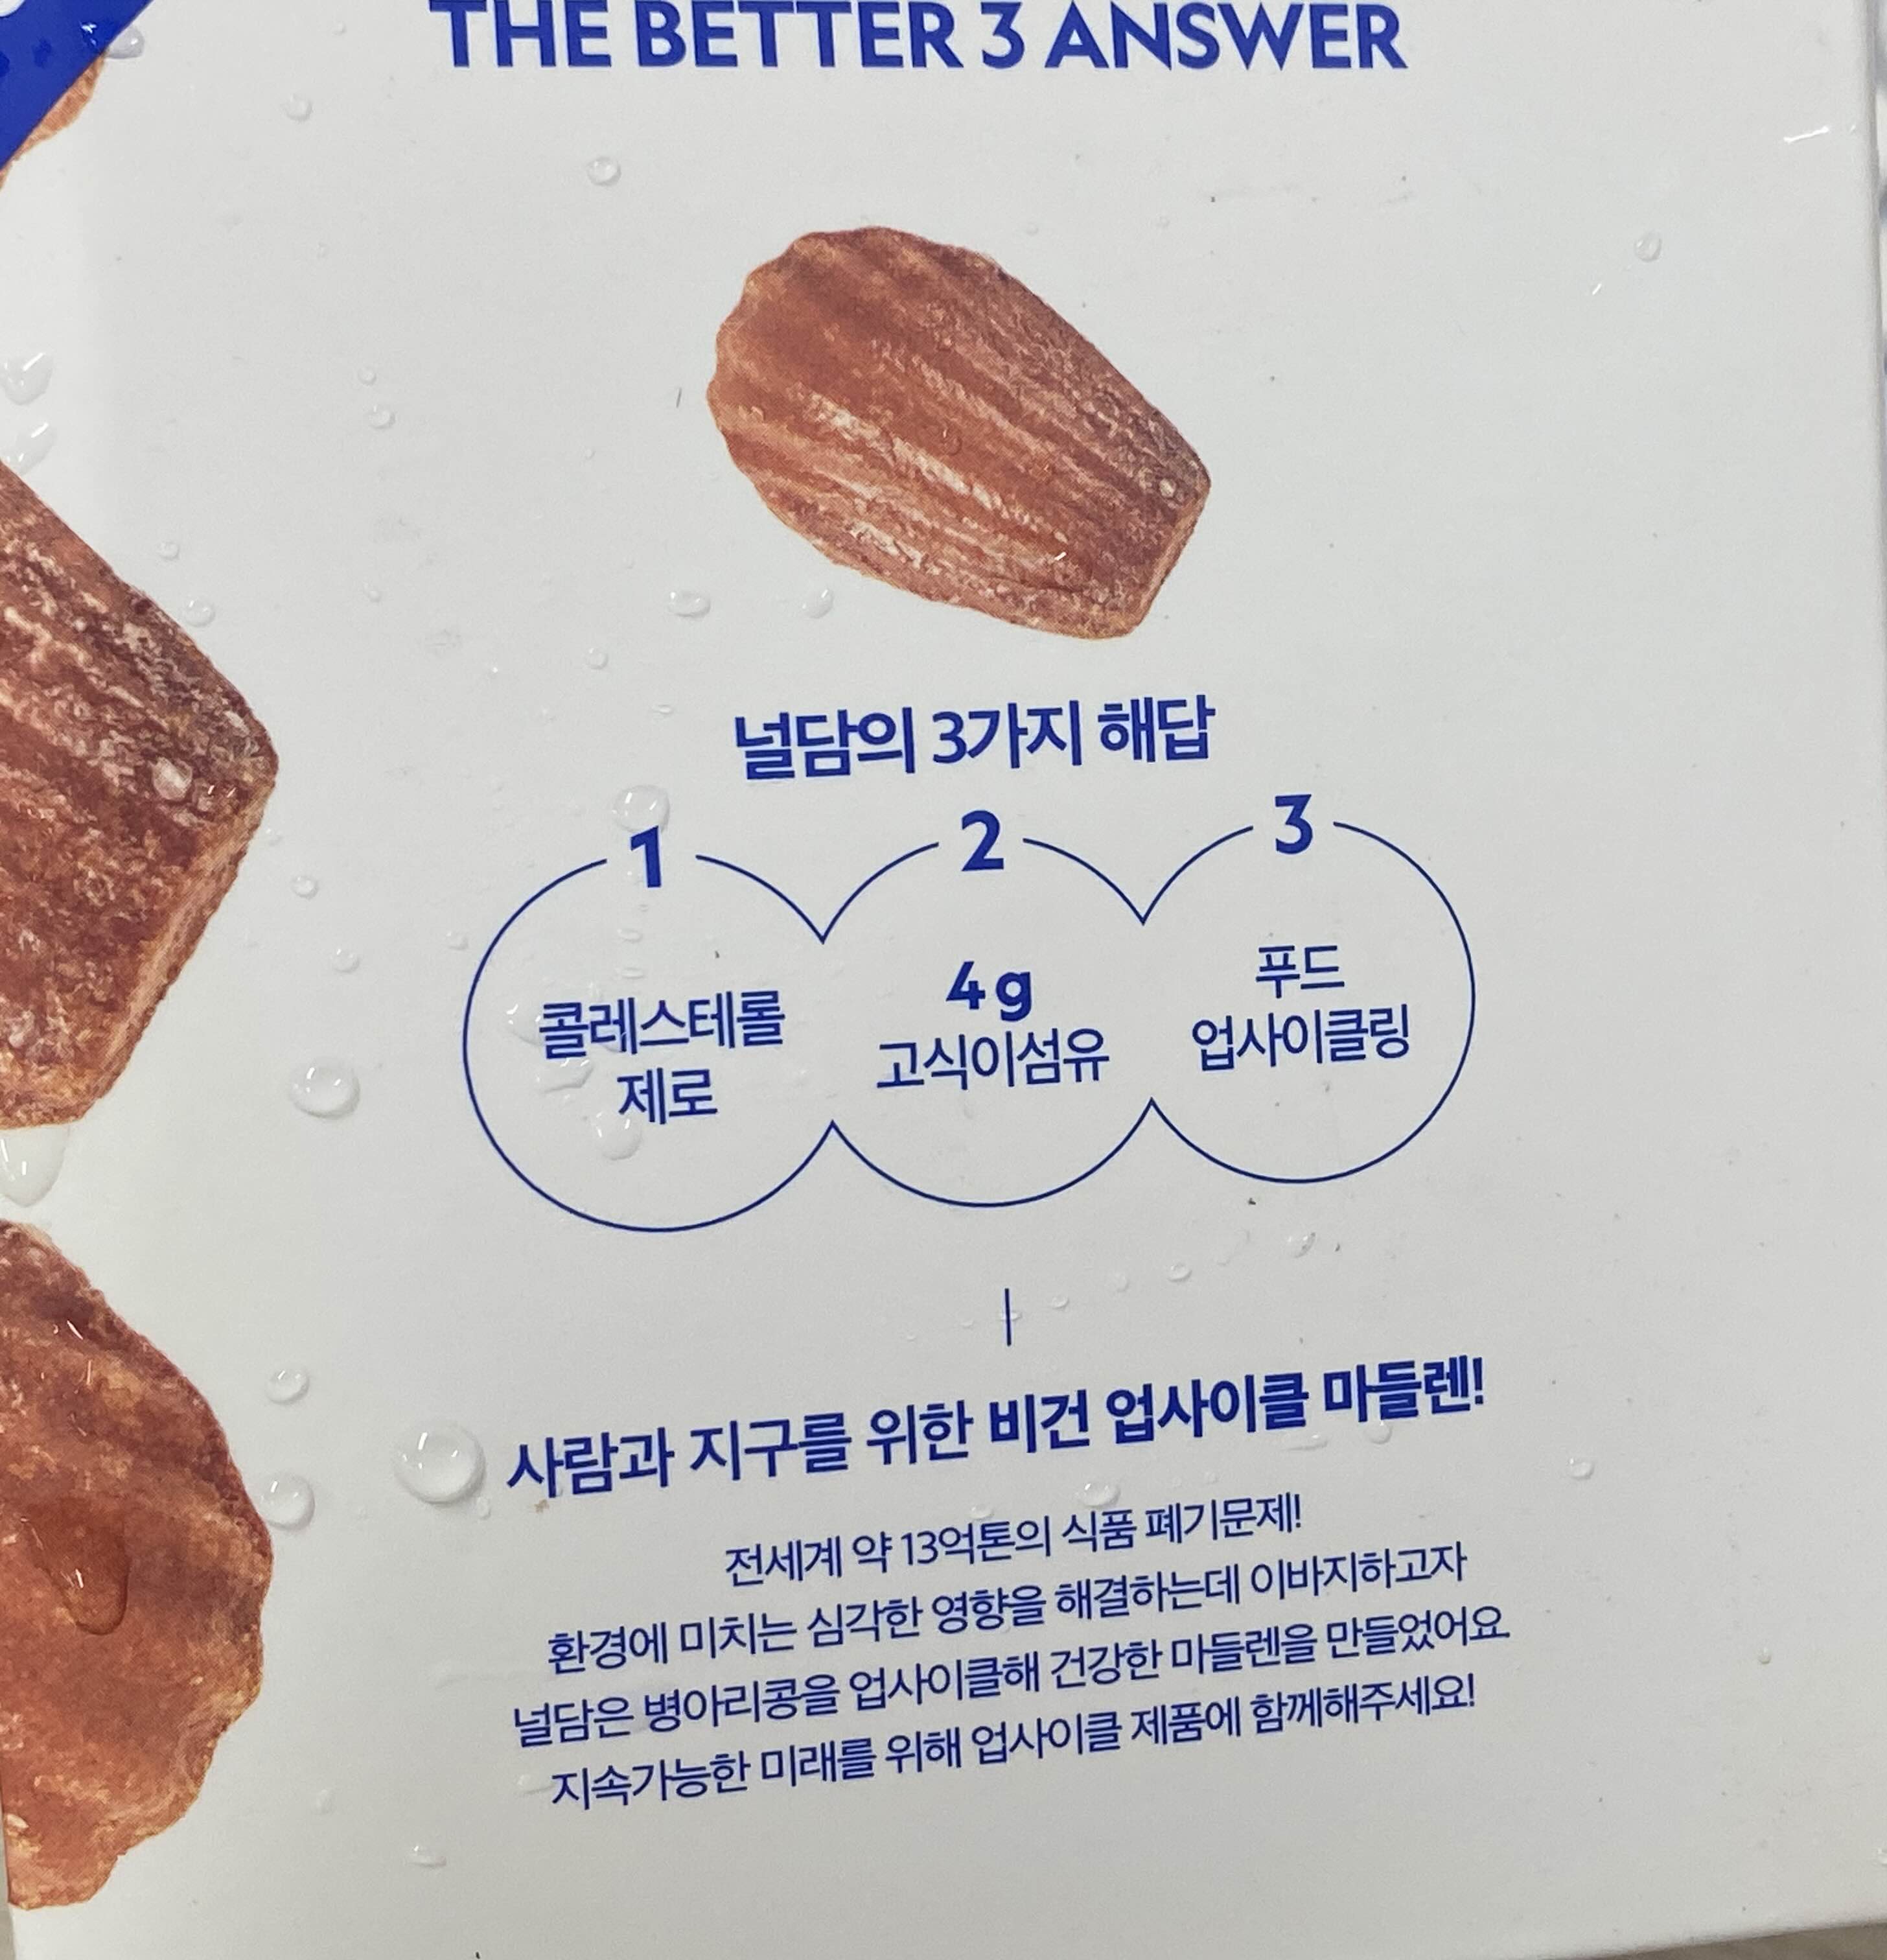 THE BETTER 3 ANSWER
널담의 3가지 해답
1
2
3
콜레스테롤
제로
4g
고식이섬유
푸드
업사이클링
사람과 지구를 위한 비건 업사이클 마들렌!
전세계 약 13억톤의 식품 폐기문제!
환경에 미치는 심각한 영향을 해결하는데 이바지하고자
널담은 병아리콩을 업사이클해 건강한 마들렌을 만들었어요.
지속가능한 미래를 위해 업사이클 제품에 함께해주세요!